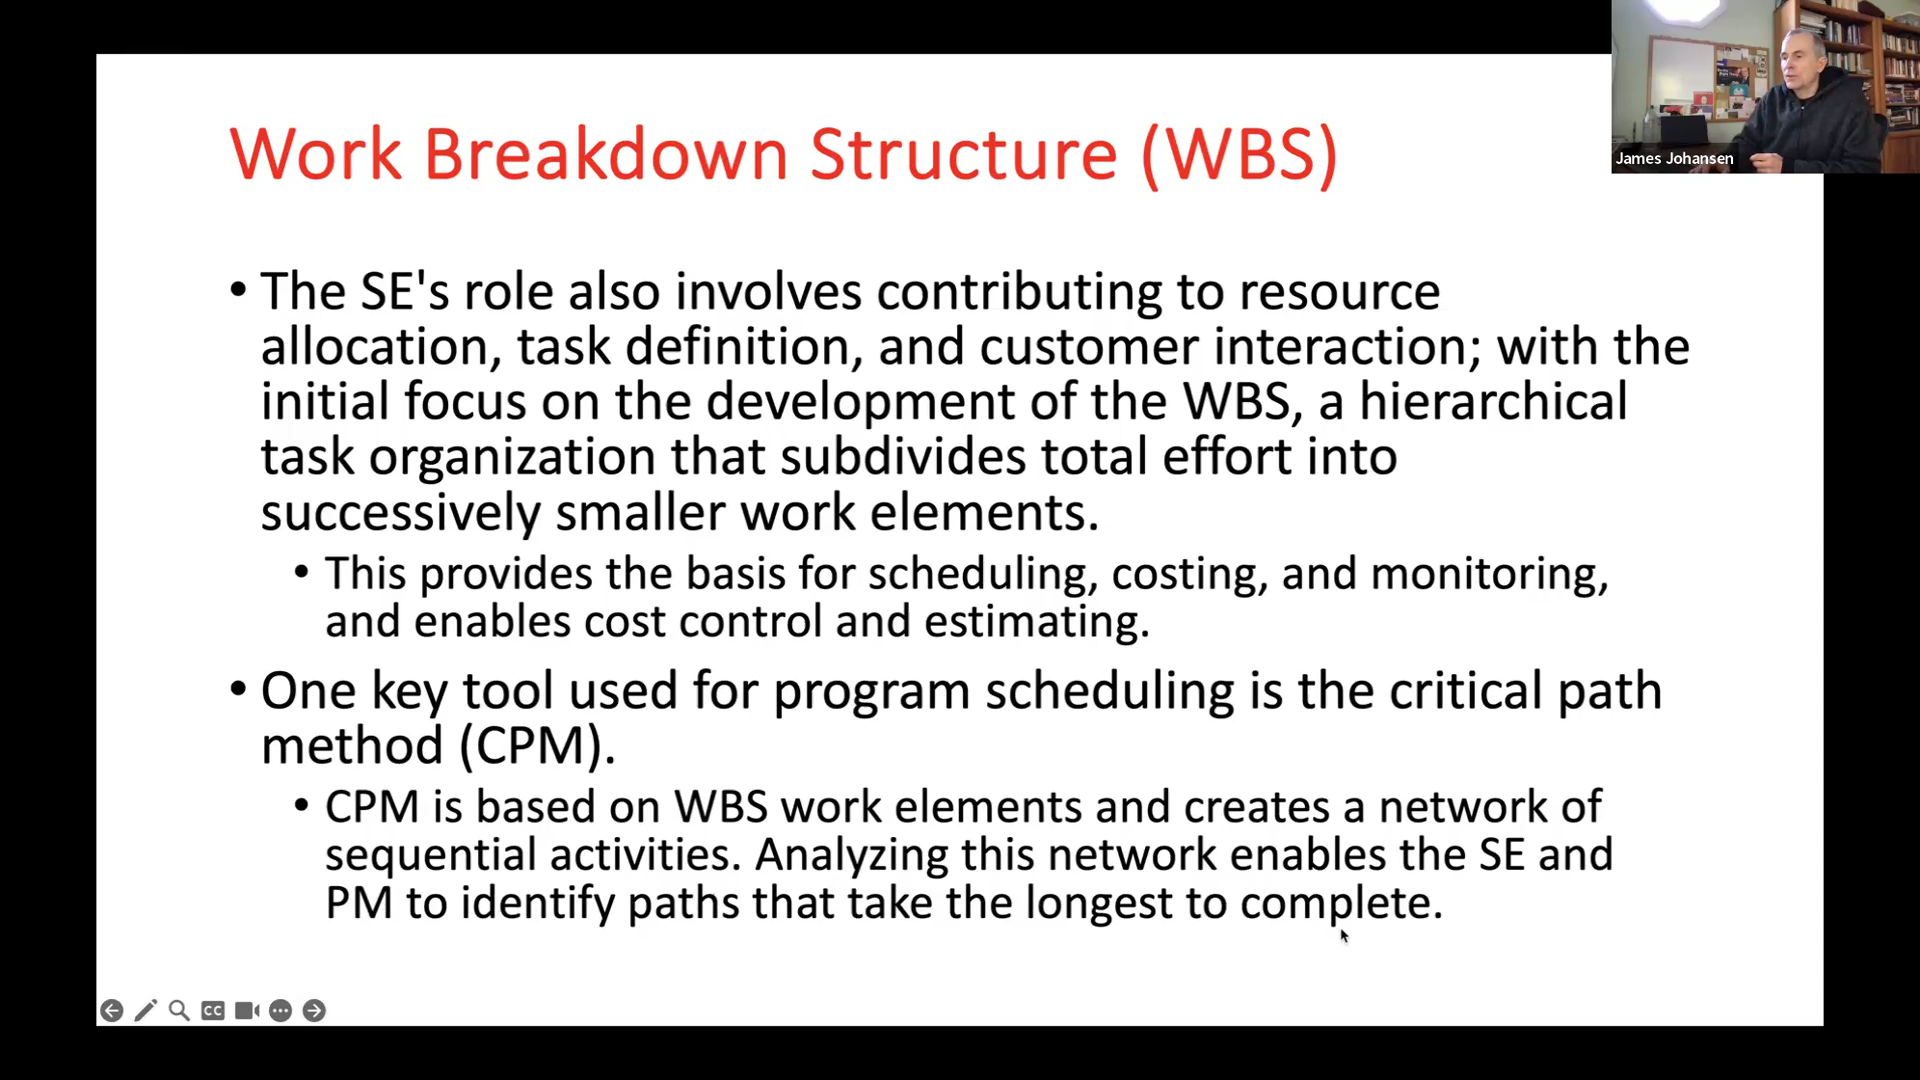 Work Breakdown Structure (WBS)
James Johansen
• The SE's role also involves contributing to resource
allocation, task definition, and customer interaction; with the
initial focus on the development of the WBS, a hierarchical
task organization that subdivides total effort into
successively smaller work elements.
• This provides the basis for scheduling, costing, and monitoring,
and enables cost control and estimating.
• One key tool used for program scheduling is the critical path
method (CPM).
• CPM is based on WBS work elements and creates a network of
sequential activities. Analyzing this network enables the SE and
PM to identify paths that take the longest to complete.
CC